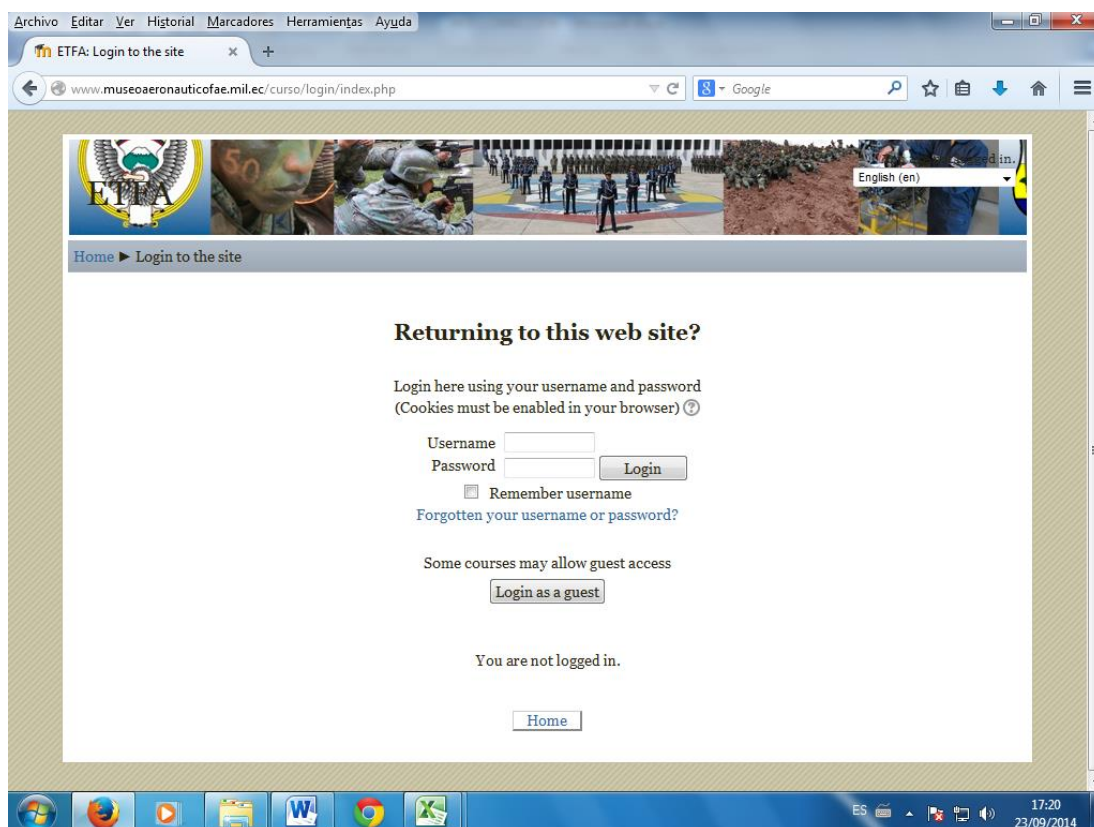 Archivo Editar Ver Historial Marcadores Herramientas Ayuda
ETFA: Login to the site
www.museoaeronauticofae.mil.ec/curso/login/index.php
Google
ETFA
50
ed in.
English (en)
Home ► Login to the site
Returning to this web site?
Login here using your username and password
(Cookies must be enabled in your browser)
Username
Password Login
Remember username
Forgotten your username or password?
Some courses may allow guest access
Login as a guest
You are not logged in.
Home
ES 17:20
23/09/2014